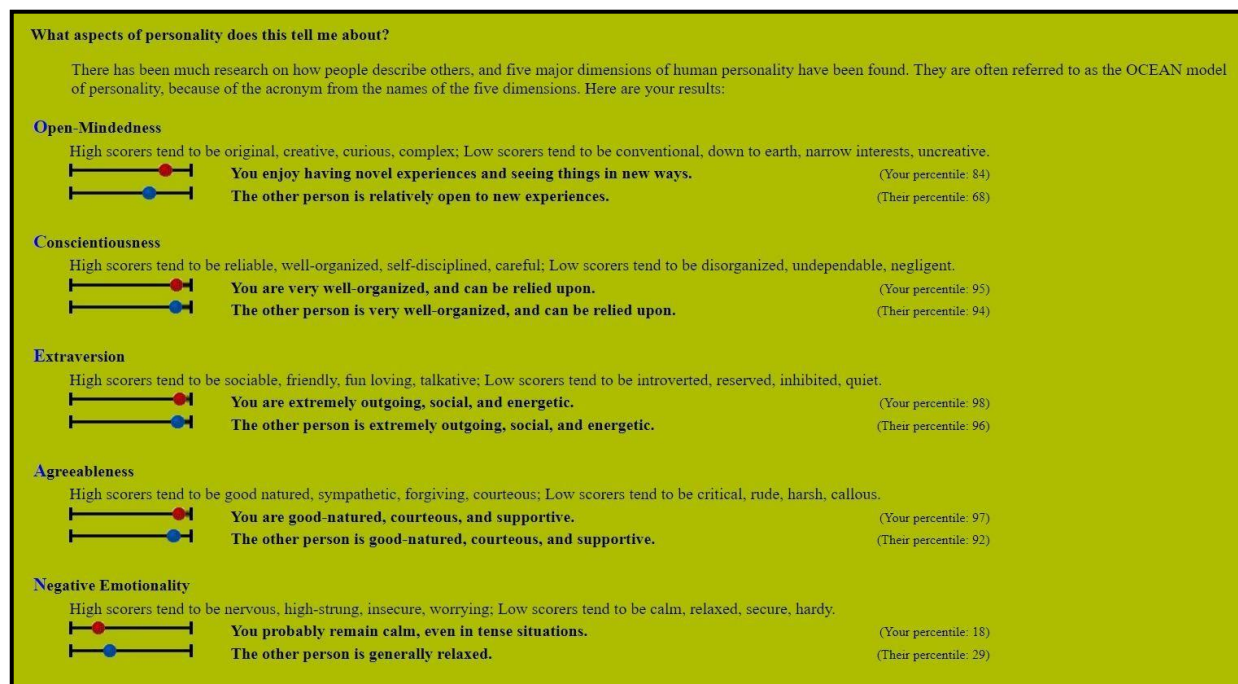 What aspects of personality does this tell me about?
There has been much research on how people describe others, and five major dimensions of human personality have been found. They are often referred to as the OCEAN model
of personality, because of the acronym from the names of the five dimensions. Here are your results:
Open-Mindedness
High scorers tend to be original, creative, curious, complex; Low scorers tend to be conventional, down to earth, narrow interests, uncreative.
You enjoy having novel experiences and seeing things in new ways. (Your percentile: 84)
The other person is relatively open to new experiences. (Their percentile: 68)
Conscientiousness
High scorers tend to be reliable, well-organized, self-disciplined, careful; Low scorers tend to be disorganized, undependable, negligent.
You are very well-organized, and can be relied upon. (Your percentile: 95)
The other person is very well-organized, and can be relied upon. (Their percentile: 94)
Extraversion
High scorers tend to be sociable, friendly, fun loving, talkative; Low scorers tend to be introverted, reserved, inhibited, quiet.
You are extremely outgoing, social, and energetic. (Your percentile: 98)
The other person is extremely outgoing, social, and energetic. (Their percentile: 96)
Agreeableness
High scorers tend to be good natured, sympathetic, forgiving, courteous; Low scorers tend to be critical, rude, harsh, callous.
You are good-natured, courteous, and supportive. (Your percentile: 97)
The other person is good-natured, courteous, and supportive. (Their percentile: 92)
Negative Emotionality
High scorers tend to be nervous, high-strung, insecure, worrying; Low scorers tend to be calm, relaxed, secure, hardy.
You probably remain calm, even in tense situations. (Your percentile: 18)
The other person is generally relaxed. (Their percentile: 29)